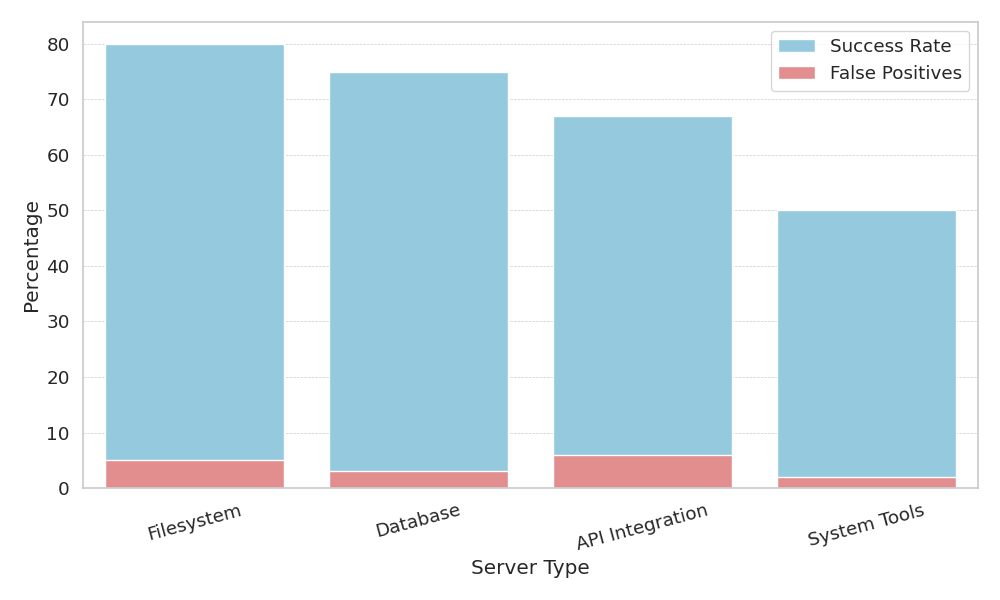 80
70
60
50
40
30
20
10
0
Percentage
Success Rate
False Positives
Filesystem
Database
API Integration
System Tools
Server Type